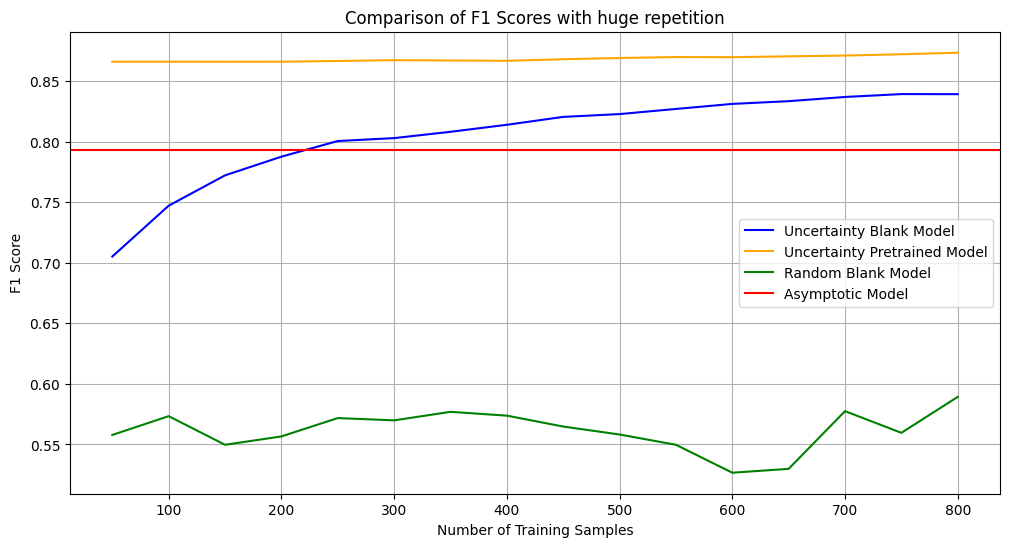 Comparison of F1 Scores with huge repetition
F1 Score
0.85
0.80
0.75
0.70
0.65
0.60
0.55
Uncertainty Blank Model
Uncertainty Pretrained Model
Random Blank Model
Asymptotic Model
100 200 300 400 500 600 700 800
Number of Training Samples